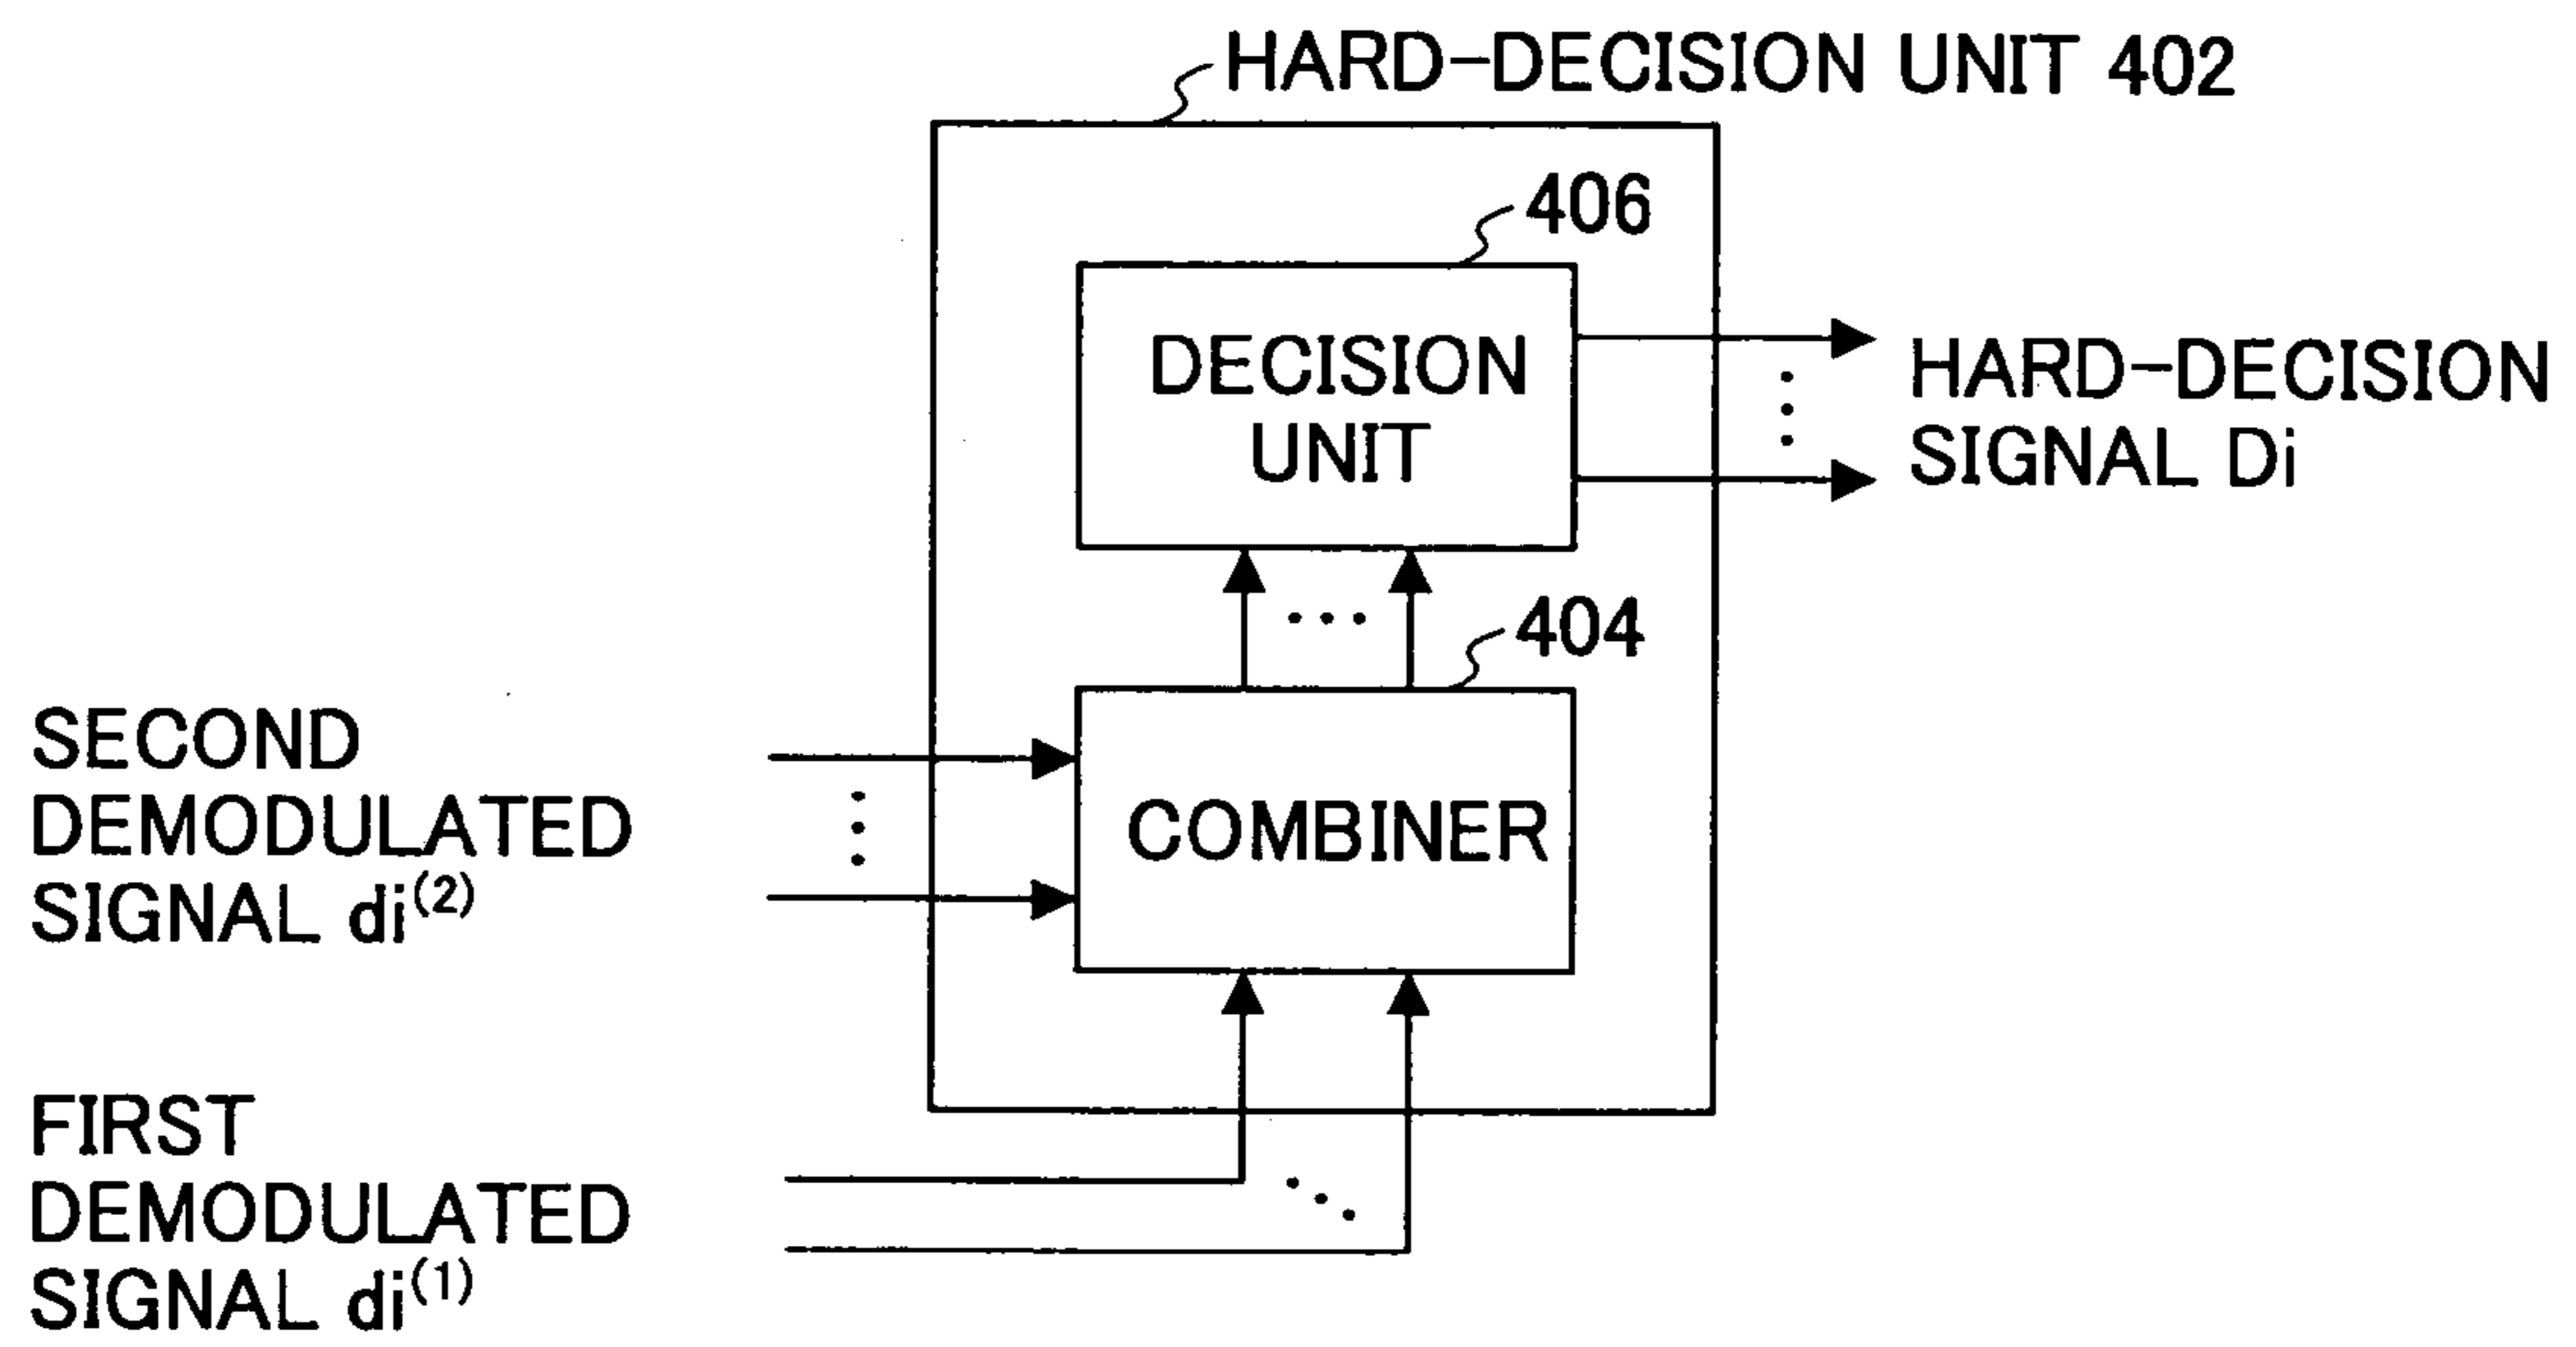 HARD-DECISION UNIT 402
406
DECISION
UNIT
HARD-DECISION
SIGNAL Di
404
COMBINER
SECOND
DEMODULATED
SIGNAL di⁽²⁾
FIRST
DEMODULATED
SIGNAL di⁽¹⁾